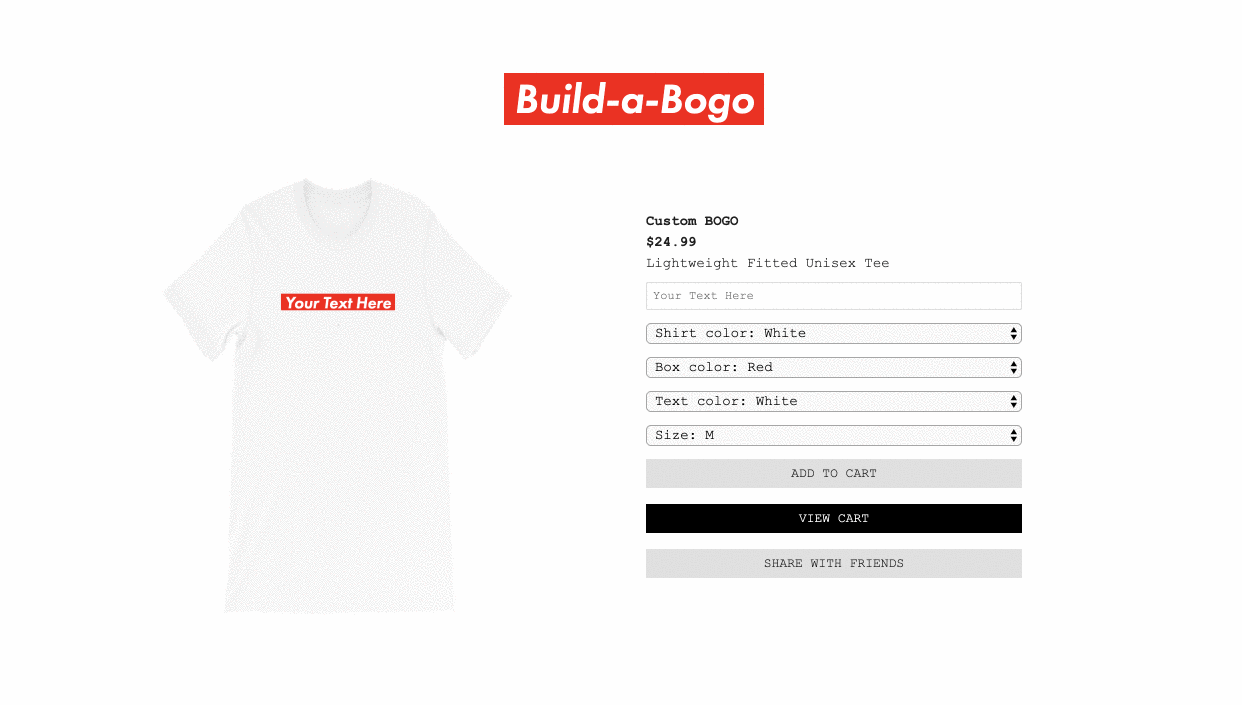 Build-a-Bogo
Your Text Here
Custom BOGO
$24.99
Lightweight Fitted Unisex Tee
Your Text Here
Shirt color: White
Box color: Red
Text color: White
Size: M
ADD TO CART
VIEW CART
SHARE WITH FRIENDS